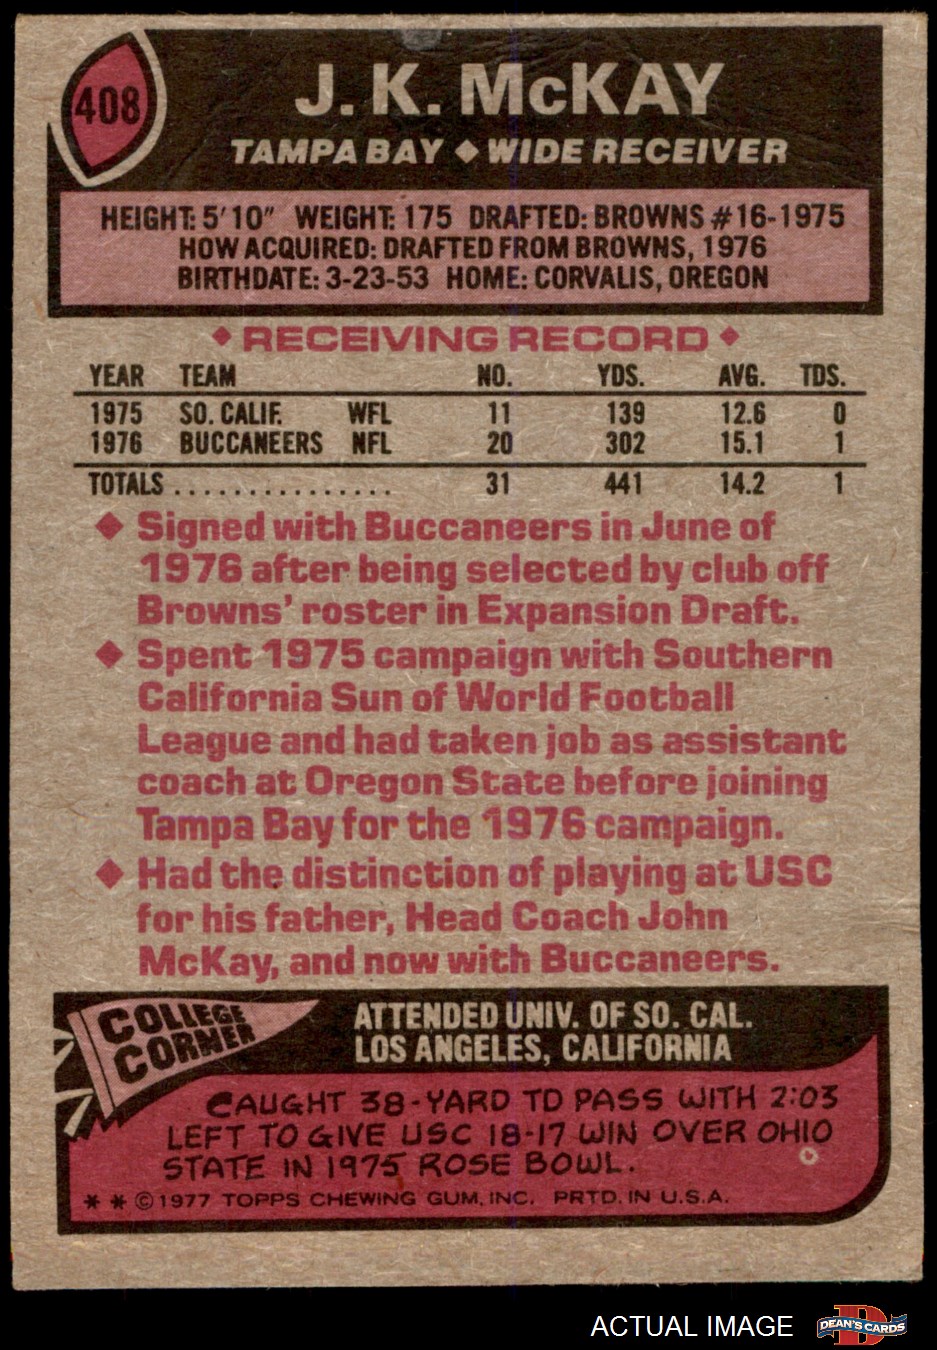 408
J. K. McKAY
TAMPA BAY ◆ WIDE RECEIVER
HEIGHT: 5'10" WEIGHT: 175 DRAFTED: BROWNS #16-1975
HOW ACQUIRED: DRAFTED FROM BROWNS, 1976
BIRTHDATE: 3-23-53 HOME: CORVALIS, OREGON
◆ RECEIVING RECORD ◆
YEAR TEAM NO. YDS. AVG. TDS.
1975 SO. CALIF. WFL 11 139 12.6 0
1976 BUCCANEERS NFL 20 302 15.1 1
TOTALS ............... 31 441 14.2 1
◆ Signed with Buccaneers in June of
1976 after being selected by club off
Browns' roster in Expansion Draft.
◆ Spent 1975 campaign with Southern
California Sun of World Football
League and had taken job as assistant
coach at Oregon State before joining
Tampa Bay for the 1976 campaign.
◆ Had the distinction of playing at USC
for his father, Head Coach John
McKay, and now with Buccaneers.
COLLEGE
CORNER
ATTENDED UNIV. OF SO. CAL.
LOS ANGELES, CALIFORNIA
CAUGHT 38-YARD TD PASS WITH 2:03
LEFT TO GIVE USC 18-17 WIN OVER OHIO
STATE IN 1975 ROSE BOWL.
* * © 1977 TOPPS CHEWING GUM, INC. PRTD. IN U.S.A.
ACTUAL IMAGE
D
DEAN'S CARDS